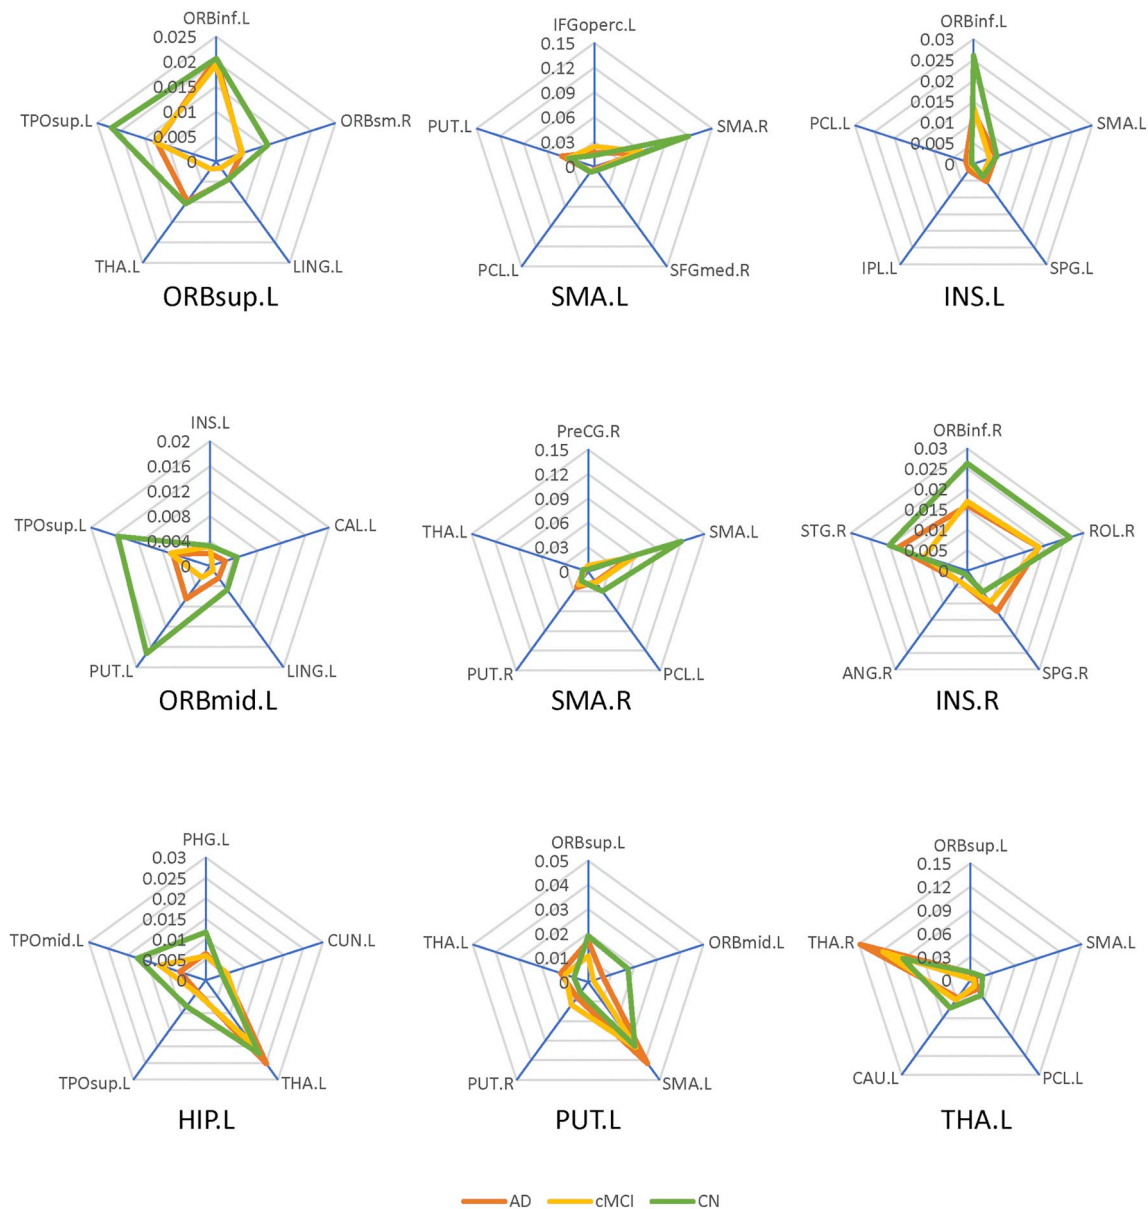 ORBinf.L
0.025
0.02
0.015
0.01
0.005
0
TPOsup.L
ORBsm.R
THA.L
LING.L
ORBsup.L
IFGoperc.L
0.15
0.12
0.09
0.06
0.03
0
PUT.L
SMA.R
PCL.L
SFGmed.R
SMA.L
ORBinf.L
0.03
0.025
0.02
0.015
0.01
0.005
0
PCL.L
SMA.L
IPL.L
SPG.L
INS.L
INS.L
0.02
0.016
0.012
0.008
0.004
0
TPOsup.L
CAL.L
PUT.L
LING.L
ORBmid.L
PreCG.R
0.15
0.12
0.09
0.06
0.03
0
THA.L
SMA.L
PUT.R
PCL.L
SMA.R
ORBinf.R
0.03
0.025
0.02
0.015
0.01
0.005
0
STG.R
ROL.R
ANG.R
SPG.R
INS.R
PHG.L
0.03
0.025
0.02
0.015
0.01
0.005
0
TPOmid.L
CUN.L
TPOsup.L
THA.L
HIP.L
ORBsup.L
0.05
0.04
0.03
0.02
0.01
0
THA.L
ORBmid.L
PUT.R
SMA.L
PUT.L
ORBsup.L
0.15
0.12
0.09
0.06
0.03
0
THA.R
SMA.L
CAU.L
PCL.L
THA.L
AD cMCI CN